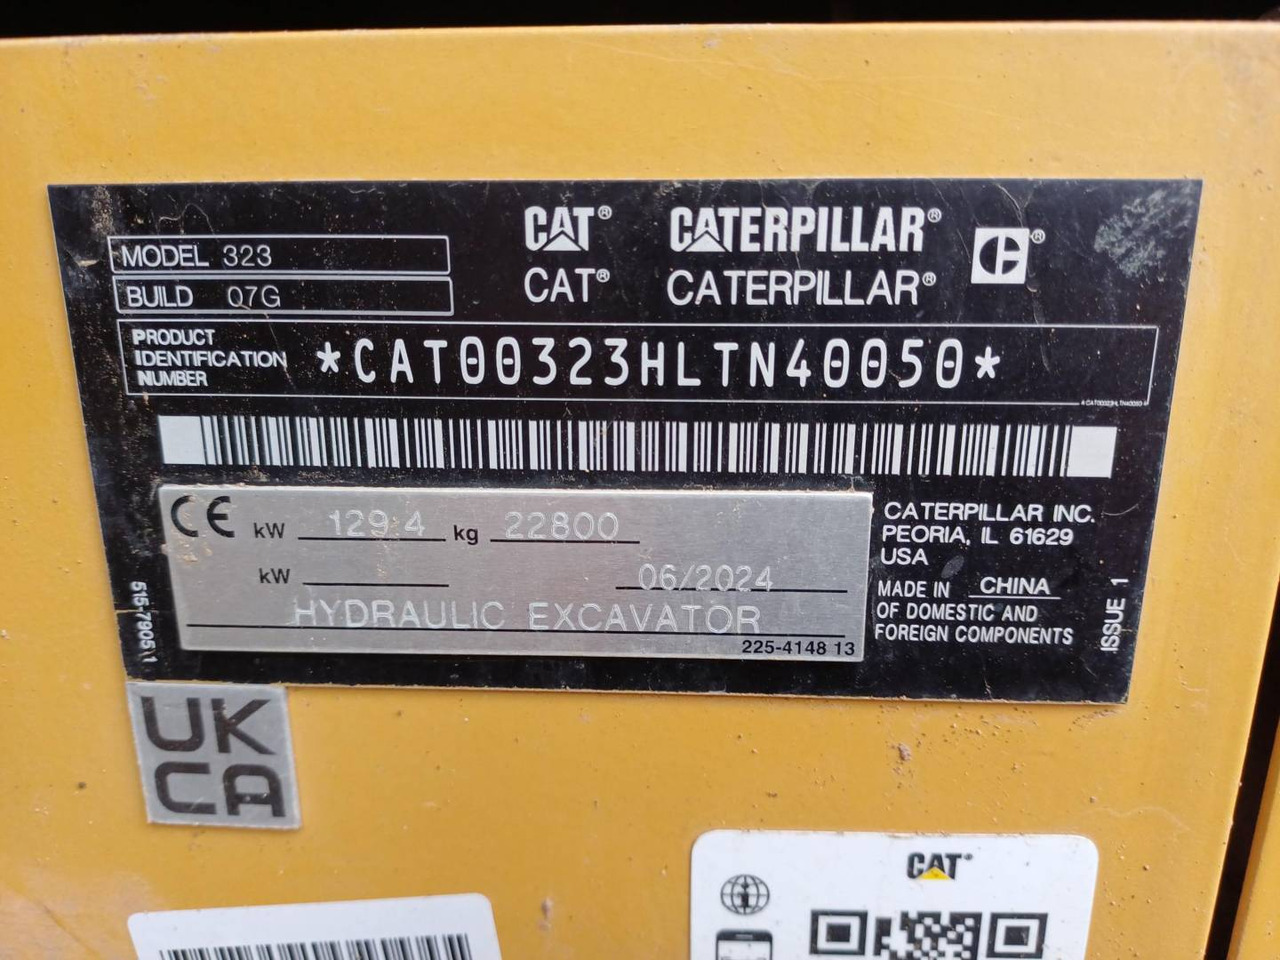 CAT® CATERPILLAR® ®
CAT® CATERPILLAR®
MODEL 323
BUILD 07G
PRODUCT
IDENTIFICATION
NUMBER
*CAT00323HLTN40050*
*CAT00323HLTN40050*
CE kW 129.4 kg 22800
kW 06/2024
HYDRAULIC EXCAVATOR
225-4148 13
CATERPILLAR INC.
PEORIA, IL 61629
USA
MADE IN CHINA
OF DOMESTIC AND
FOREIGN COMPONENTS
ISSUE 1
515-7905 1
UK
CA
CAT®